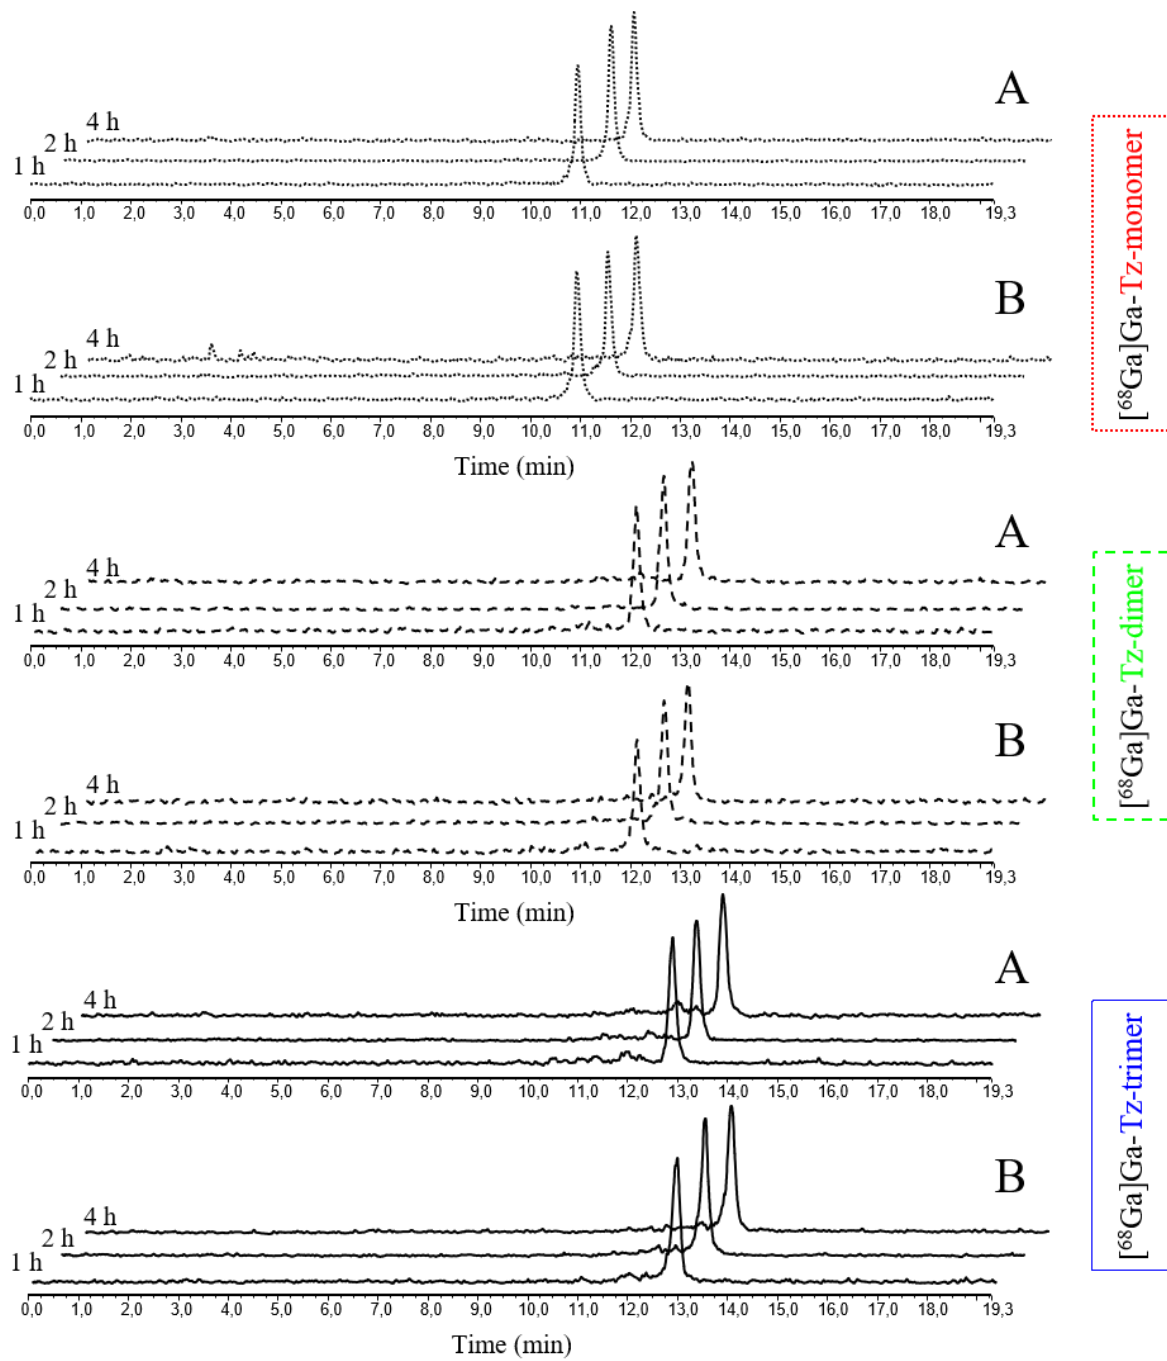 A
4 h
2 h
1 h
0,0 1,0 2,0 3,0 4,0 5,0 6,0 7,0 8,0 9,0 10,0 11,0 12,0 13,0 14,0 15,0 16,0 17,0 18,0 19,3
B
4 h
2 h
1 h
0,0 1,0 2,0 3,0 4,0 5,0 6,0 7,0 8,0 9,0 10,0 11,0 12,0 13,0 14,0 15,0 16,0 17,0 18,0 19,3
Time (min)
[⁶⁸Ga]Ga-Tz-monomer
A
4 h
2 h
1 h
0,0 1,0 2,0 3,0 4,0 5,0 6,0 7,0 8,0 9,0 10,0 11,0 12,0 13,0 14,0 15,0 16,0 17,0 18,0 19,3
B
4 h
2 h
1 h
0,0 1,0 2,0 3,0 4,0 5,0 6,0 7,0 8,0 9,0 10,0 11,0 12,0 13,0 14,0 15,0 16,0 17,0 18,0 19,3
Time (min)
[⁶⁸Ga]Ga-Tz-dimer
A
4 h
2 h
1 h
0,0 1,0 2,0 3,0 4,0 5,0 6,0 7,0 8,0 9,0 10,0 11,0 12,0 13,0 14,0 15,0 16,0 17,0 18,0 19,3
B
4 h
2 h
1 h
0,0 1,0 2,0 3,0 4,0 5,0 6,0 7,0 8,0 9,0 10,0 11,0 12,0 13,0 14,0 15,0 16,0 17,0 18,0 19,3
Time (min)
[⁶⁸Ga]Ga-Tz-trimer